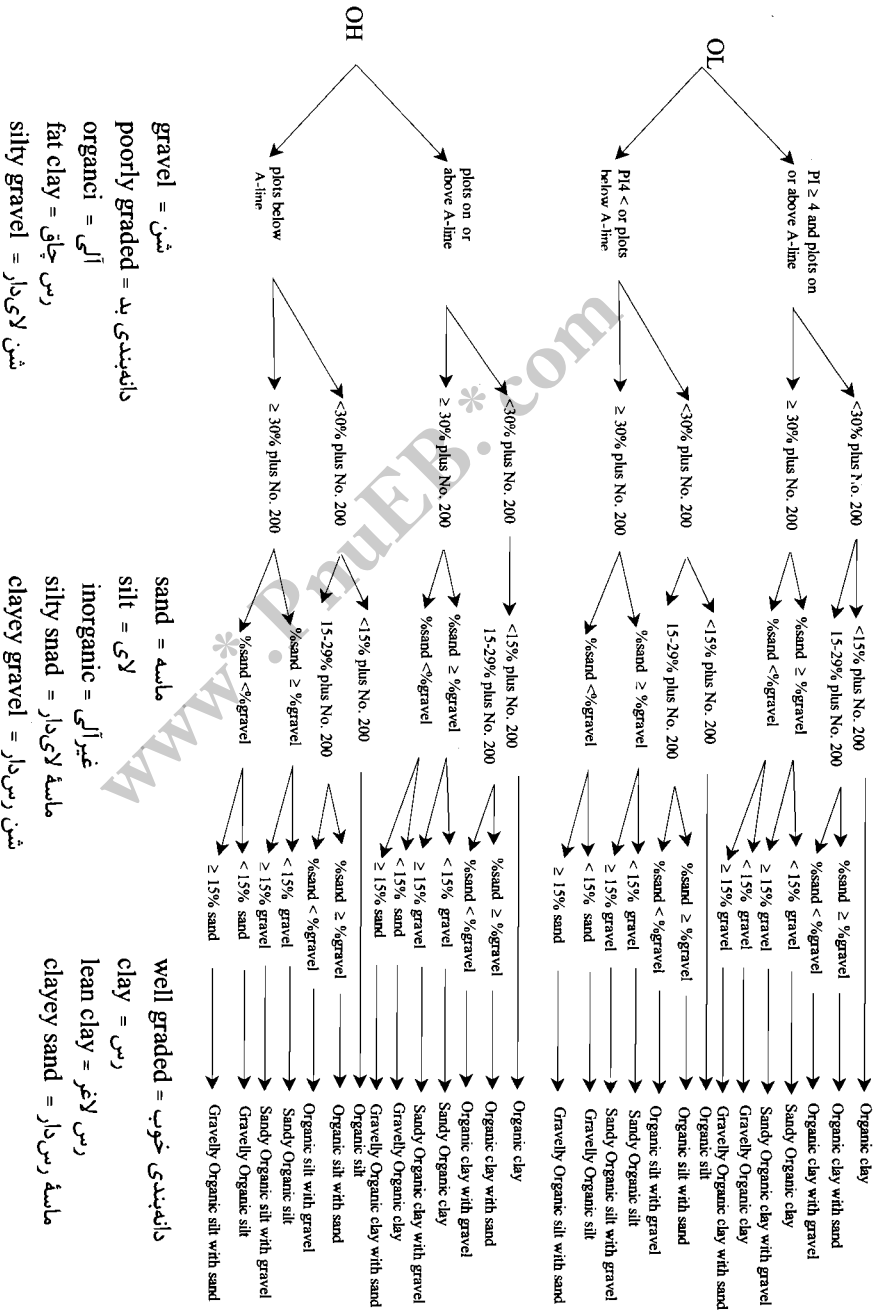 OL
PI ≥ 4 and plots on
or above A-line
<30% plus No. 200
<15% plus No. 200
Organic clay
15-29% plus No. 200
%sand ≥ %gravel
Organic clay with sand
%sand < %gravel
Organic clay with gravel
≥ 30% plus No. 200
%sand ≥ %gravel
< 15% gravel
Sandy Organic clay
≥ 15% gravel
Sandy Organic clay with gravel
%sand <%gravel
< 15% gravel
Gravelly Organic clay
≥ 15% gravel
Gravelly Organic clay with sand
PI4 < or plots
below A-line
<30% plus No. 200
<15% plus No. 200
Organic silt
15-29% plus No. 200
%sand ≥ %gravel
Organic silt with sand
%sand < %gravel
Organic silt with gravel
≥ 30% plus No. 200
%sand ≥ %gravel
< 15% gravel
Sandy Organic silt
≥ 15% gravel
Sandy Organic silt with gravel
%sand <%gravel
< 15% sand
Gravelly Organic silt
≥ 15% sand
Gravelly Organic silt with sand
OH
plots on or
above A-line
<30% plus No. 200
<15% plus No. 200
Organic clay
15-29% plus No. 200
%sand ≥ %gravel
Organic clay with sand
%sand < %gravel
Organic clay with gravel
≥ 30% plus No. 200
%sand ≥ %gravel
< 15% gravel
Sandy Organic clay
≥ 15% gravel
Sandy Organic clay with gravel
%sand <%gravel
< 15% sand
Gravelly Organic clay
≥ 15% sand
Gravelly Organic clay with sand
plots below
A-line
<30% plus No. 200
<15% plus No. 200
Organic silt
15-29% plus No. 200
%sand ≥ %gravel
Organic silt with sand
%sand < %gravel
Organic silt with gravel
≥ 30% plus No. 200
%sand ≥ %gravel
< 15% gravel
Sandy Organic silt
≥ 15% gravel
Sandy Organic silt with gravel
%sand <%gravel
< 15% sand
Gravelly Organic silt
≥ 15% sand
Gravelly Organic silt with sand
gravel = شن
sand = ماسه
well graded = دانه‌بندی خوب
poorly graded = دانه‌بندی بد
silt = لای
clay = رس
organci = آلی
inorganic = غیرآلی
lean clay = رس لاغر
fat clay = رس چاق
silty snad = ماسهٔ لای‌دار
clayey sand = ماسهٔ رس‌دار
silty gravel = شن لای‌دار
clayey gravel = شن رس‌دار
www.*PnuEB.*com